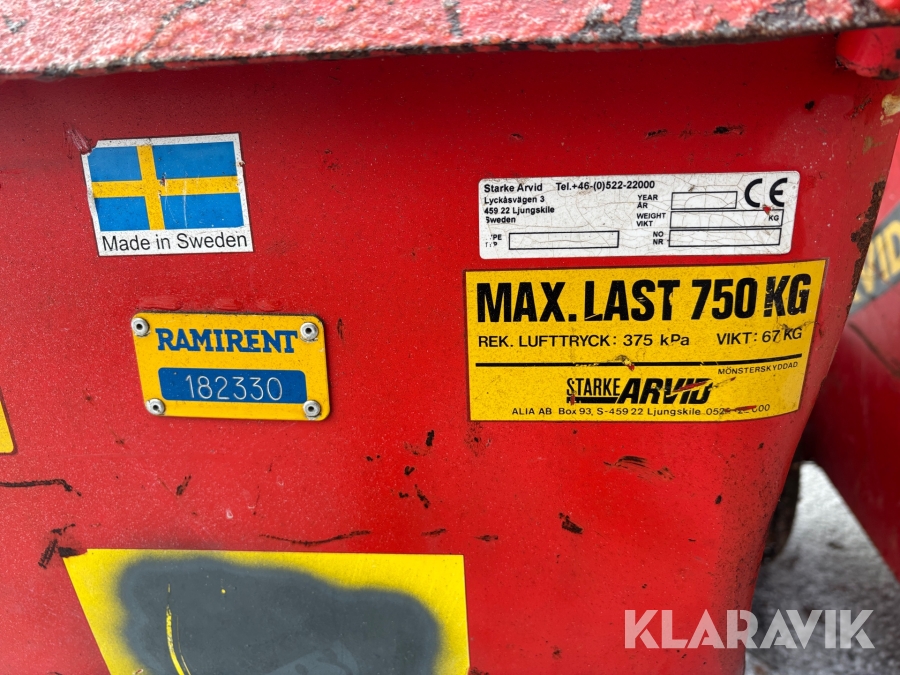 Made in Sweden
Starke Arvid Tel.+46-(0)522-22000
Lyckåsvägen 3
459 22 Ljungskile
Sweden
YEAR
ÅR
WEIGHT
VIKT
KG
NO
NR
CE
MAX. LAST 750 KG
REK. LUFTTRYCK: 375 kPa VIKT: 67 KG
MÖNSTERSKYDDAD
STARKE ARVID
ALIA AB Box 93, S-459 22 Ljungskile
RAMIRENT
182330
ARVID
KLARAVIK